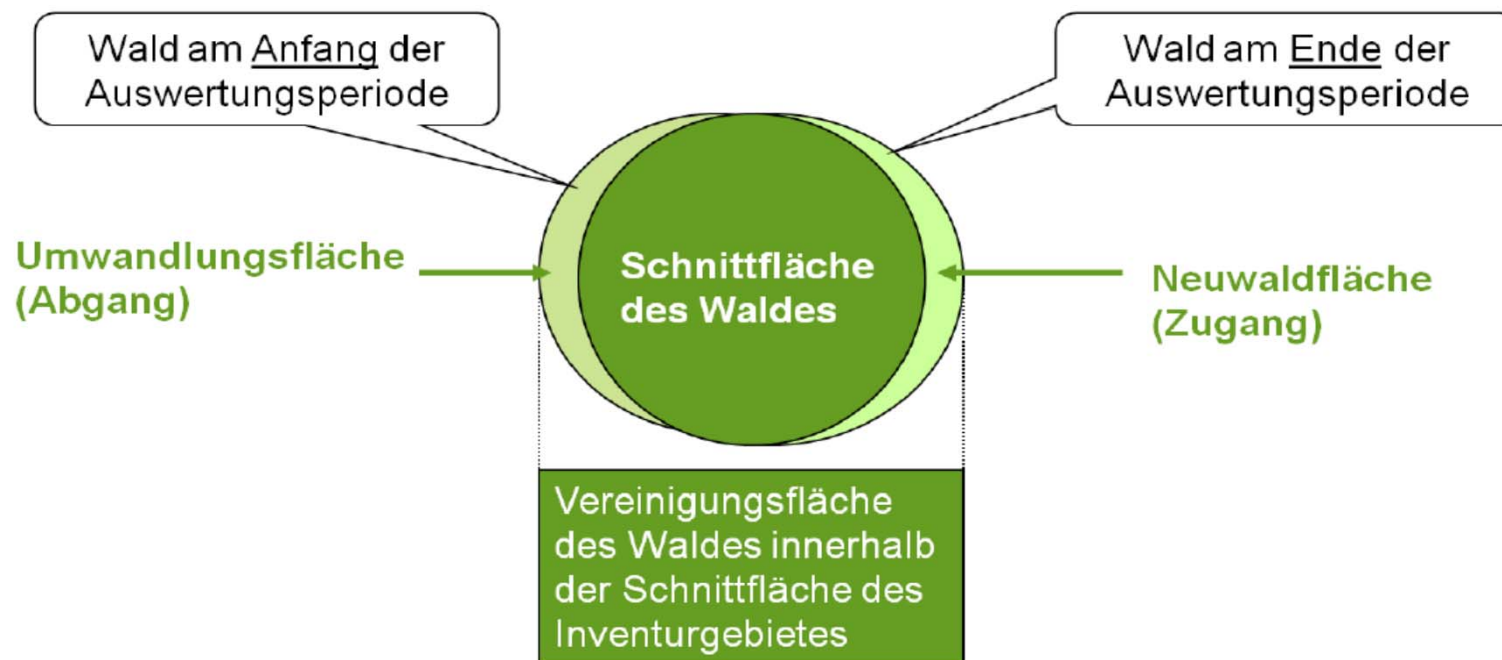 Wald am Anfang der
Auswertungsperiode
Wald am Ende der
Auswertungsperiode
Umwandlungsfläche
(Abgang)
Schnittfläche
des Waldes
Neuwaldfläche
(Zugang)
Vereinigungsfläche
des Waldes innerhalb
der Schnittfläche des
Inventurgebietes